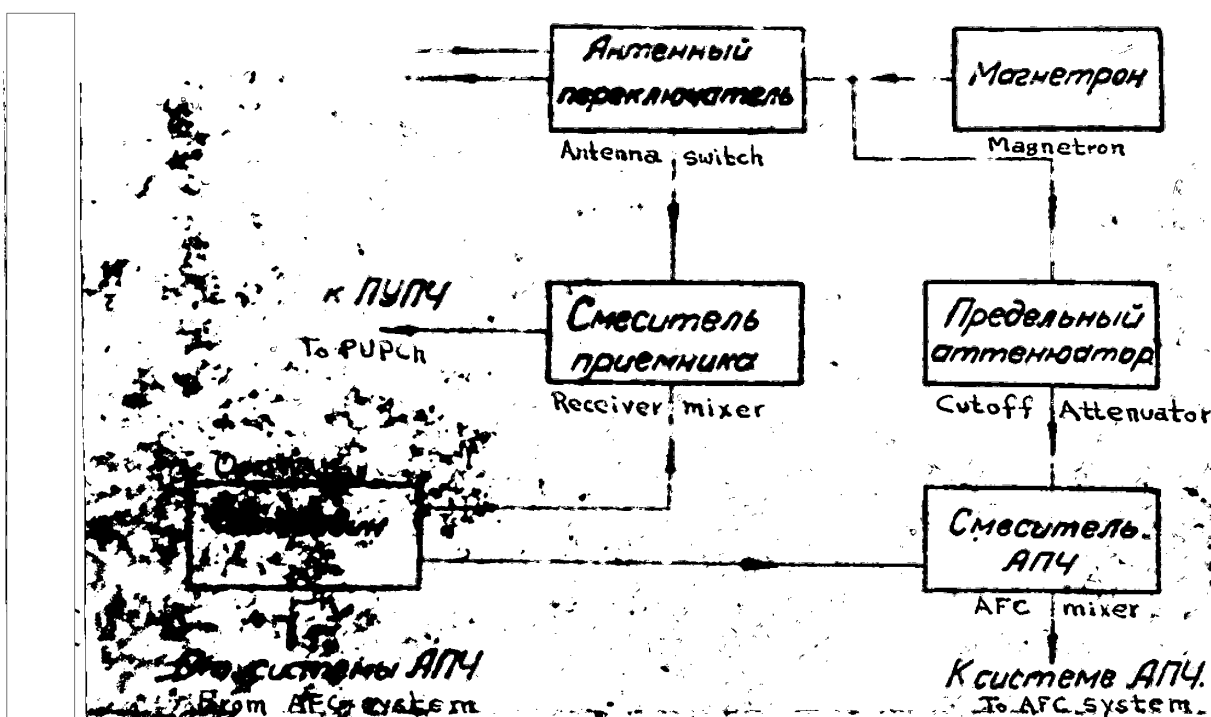 Антенный
переключатель
Antenna switch
Магнетрон
Magnetron
к ПУПЧ
To PUPCh
Смеситель
приемника
Receiver mixer
Предельный
аттенюатор
Cutoff Attenuator
Смеситель
АПЧ
AFC mixer
системы АПЧ
From AFC system
К системе АПЧ.
To AFC system